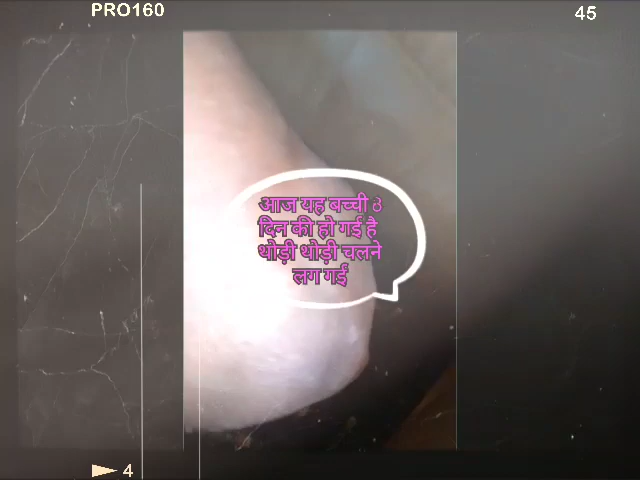 PRO160
45
आज यह बच्ची 3
दिन की हो गई है
थोड़ी थोड़ी चलने
लग गई
4